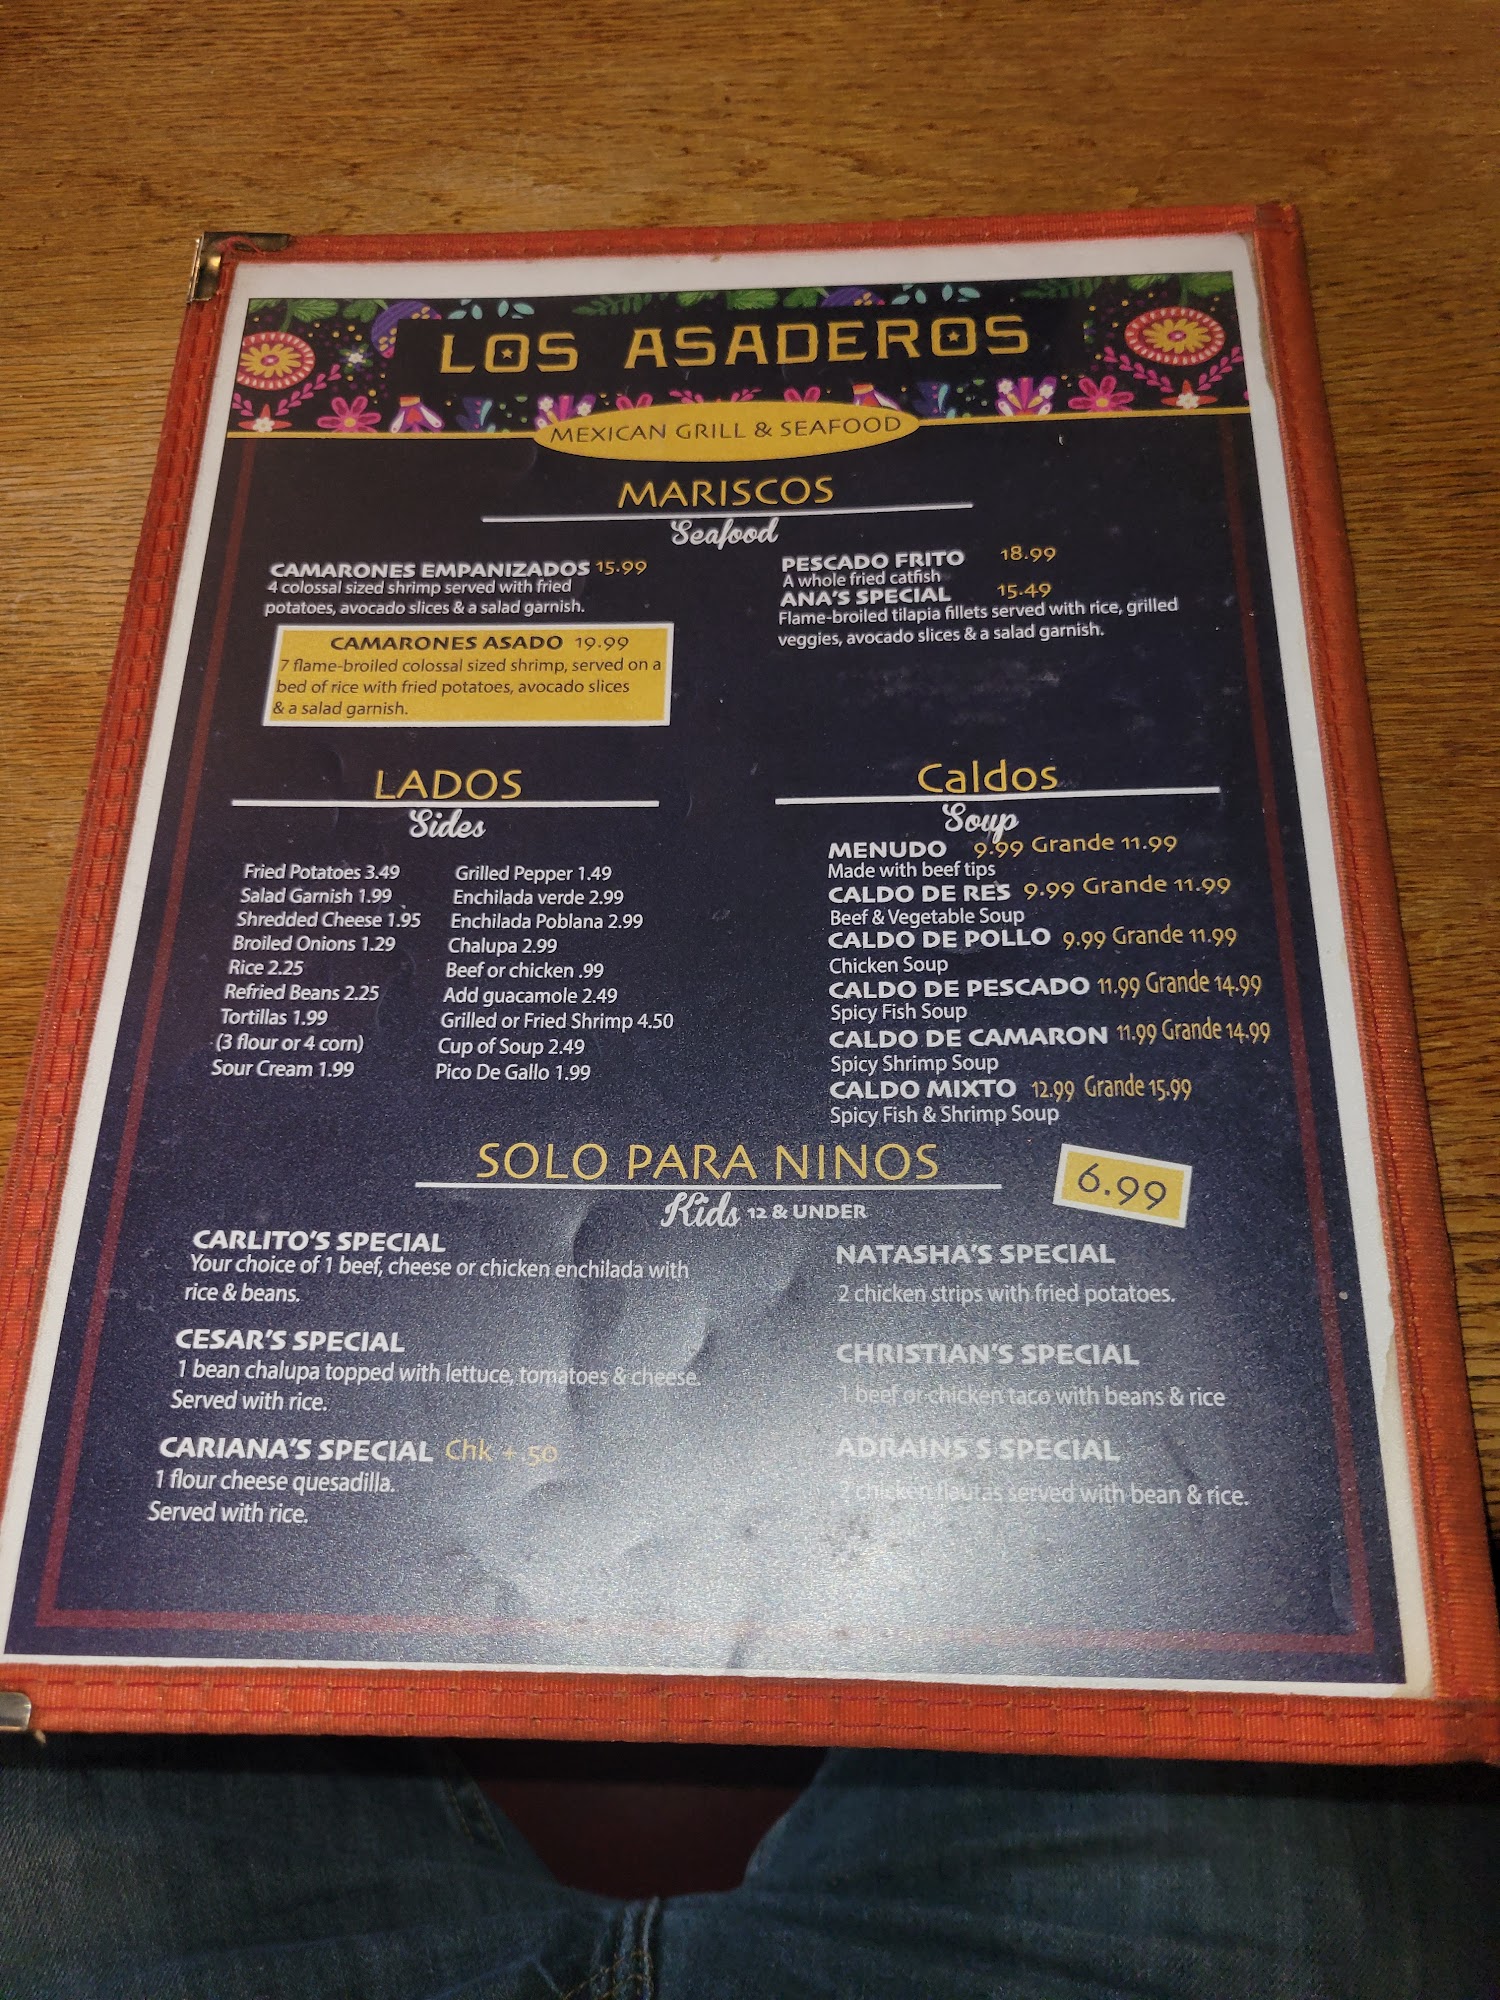 LOS ASADEROS
MEXICAN GRILL & SEAFOOD
MARISCOS
Seafood
CAMARONES EMPANIZADOS 15.99
4 colossal sized shrimp served with fried
potatoes, avocado slices & a salad garnish.
CAMARONES ASADO 19.99
7 flame-broiled colossal sized shrimp, served on a
bed of rice with fried potatoes, avocado slices
& a salad garnish.
PESCADO FRITO 18.99
A whole fried catfish
ANA'S SPECIAL 15.49
Flame-broiled tilapia fillets served with rice, grilled
veggies, avocado slices & a salad garnish.
LADOS
Sides
Fried Potatoes 3.49
Salad Garnish 1.99
Shredded Cheese 1.95
Broiled Onions 1.29
Rice 2.25
Refried Beans 2.25
Tortillas 1.99
(3 flour or 4 corn)
Sour Cream 1.99
Grilled Pepper 1.49
Enchilada verde 2.99
Enchilada Poblana 2.99
Chalupa 2.99
Beef or chicken .99
Add guacamole 2.49
Grilled or Fried Shrimp 4.50
Cup of Soup 2.49
Pico De Gallo 1.99
Caldos
Soup
MENUDO 9.99 Grande 11.99
Made with beef tips
CALDO DE RES 9.99 Grande 11.99
Beef & Vegetable Soup
CALDO DE POLLO 9.99 Grande 11.99
Chicken Soup
CALDO DE PESCADO 11.99 Grande 14.99
Spicy Fish Soup
CALDO DE CAMARON 11.99 Grande 14.99
Spicy Shrimp Soup
CALDO MIXTO 12.99 Grande 15.99
Spicy Fish & Shrimp Soup
SOLO PARA NINOS
Kids 12 & UNDER
6.99
CARLITO'S SPECIAL
Your choice of 1 beef, cheese or chicken enchilada with
rice & beans.
CESAR'S SPECIAL
1 bean chalupa topped with lettuce, tomatoes & cheese.
Served with rice.
CARIANA'S SPECIAL Chk +.50
1 flour cheese quesadilla.
Served with rice.
NATASHA'S SPECIAL
2 chicken strips with fried potatoes.
CHRISTIAN'S SPECIAL
1 beef or chicken taco with beans & rice
ADRAINS'S SPECIAL
chicken flautas served with bean & rice.